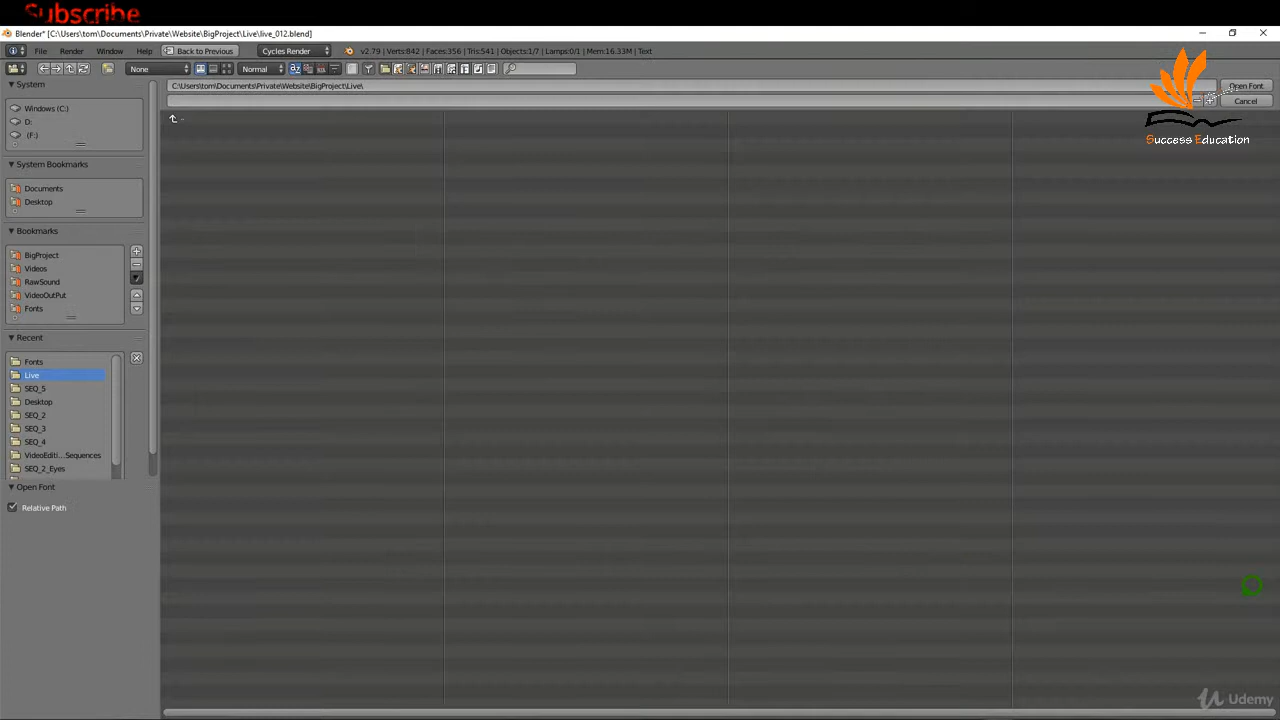 Subscribe
Blender* [C:\Users\tom\Documents\Private\Website\BigProject\Live\live_012.blend]
File Render Window Help Back to Previous Cycles Render v2.79 | Verts:842 | Faces:356 | Tris:541 | Objects:1/7 | Lamps:0/1 | Mem:16.33M | Text
None Normal
System
Windows (C:)
D:
(F:)
System Bookmarks
Documents
Desktop
Bookmarks
BigProject
Videos
RawSound
VideoOutPut
Fonts
Recent
Fonts
Live
SEQ_5
Desktop
SEQ_2
SEQ_3
SEQ_4
VideoEditi...Sequences
SEQ_2_Eyes
Open Font
Relative Path
C:\Users\tom\Documents\Private\Website\BigProject\Live\
Open Font
Cancel
Success Education
Udemy